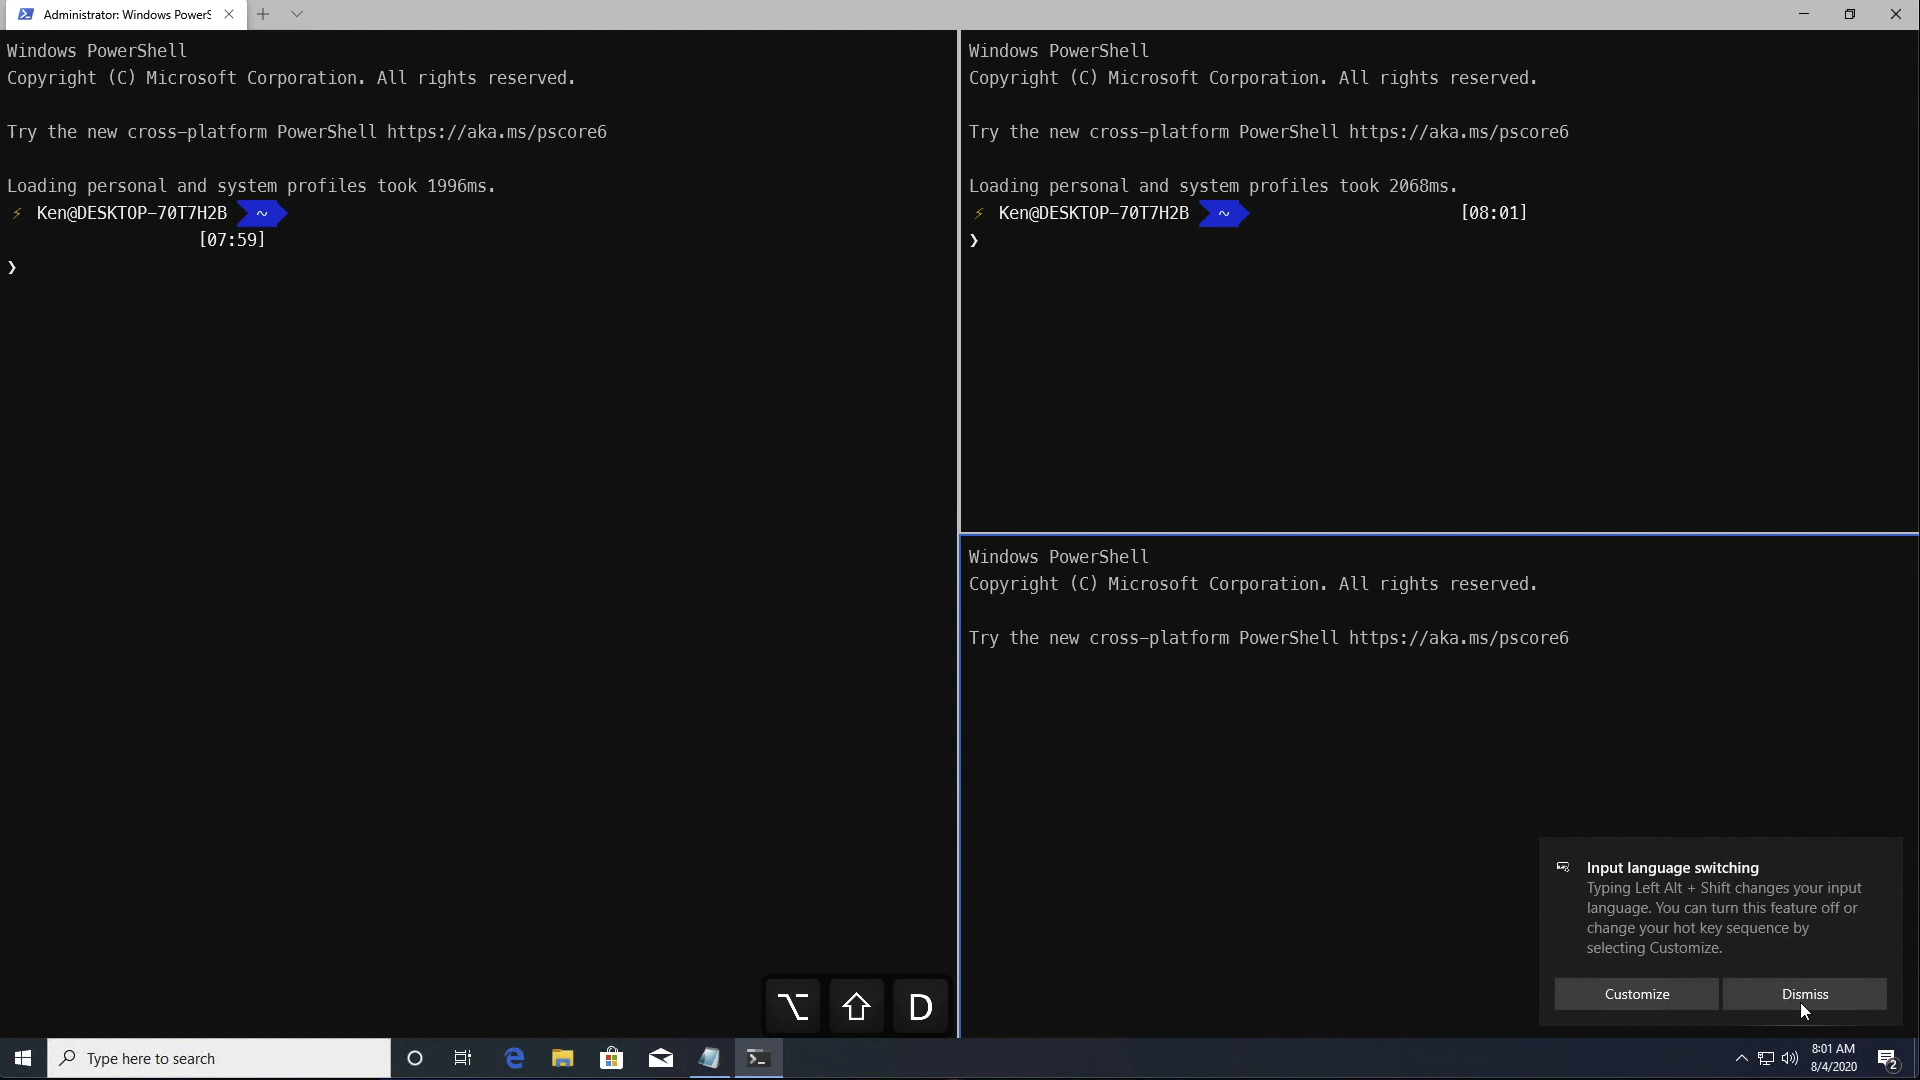 Administrator: Windows PowerS
Windows PowerShell
Copyright (C) Microsoft Corporation. All rights reserved.
Try the new cross-platform PowerShell https://aka.ms/pscore6
Loading personal and system profiles took 1996ms.
⚡ Ken@DESKTOP-70T7H2B ~
[07:59]
❯
Windows PowerShell
Copyright (C) Microsoft Corporation. All rights reserved.
Try the new cross-platform PowerShell https://aka.ms/pscore6
Loading personal and system profiles took 2068ms.
⚡ Ken@DESKTOP-70T7H2B ~ [08:01]
❯
Windows PowerShell
Copyright (C) Microsoft Corporation. All rights reserved.
Try the new cross-platform PowerShell https://aka.ms/pscore6
Input language switching
Typing Left Alt + Shift changes your input
language. You can turn this feature off or
change your hot key sequence by
selecting Customize.
Customize Dismiss
⌥ ⇧ D
Type here to search
8:01 AM
8/4/2020
2